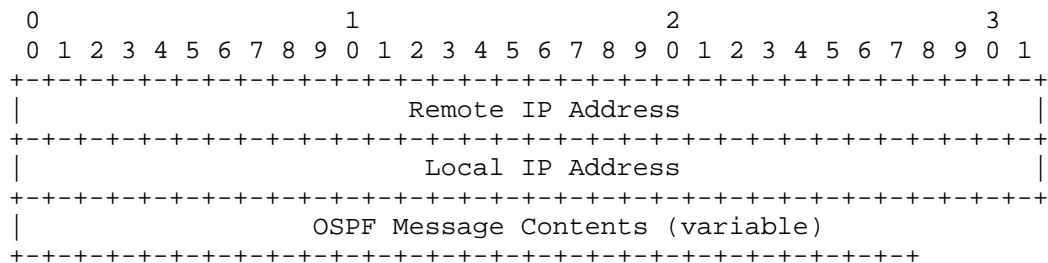 0                   1                   2                   3
 0 1 2 3 4 5 6 7 8 9 0 1 2 3 4 5 6 7 8 9 0 1 2 3 4 5 6 7 8 9 0 1
+-+-+-+-+-+-+-+-+-+-+-+-+-+-+-+-+-+-+-+-+-+-+-+-+-+-+-+-+-+-+-+-+
|                        Remote IP Address                      |
+-+-+-+-+-+-+-+-+-+-+-+-+-+-+-+-+-+-+-+-+-+-+-+-+-+-+-+-+-+-+-+-+
|                         Local IP Address                      |
+-+-+-+-+-+-+-+-+-+-+-+-+-+-+-+-+-+-+-+-+-+-+-+-+-+-+-+-+-+-+-+-+
|                  OSPF Message Contents (variable)
+-+-+-+-+-+-+-+-+-+-+-+-+-+-+-+-+-+-+-+-+-+-+-+-+-+-+-+-+